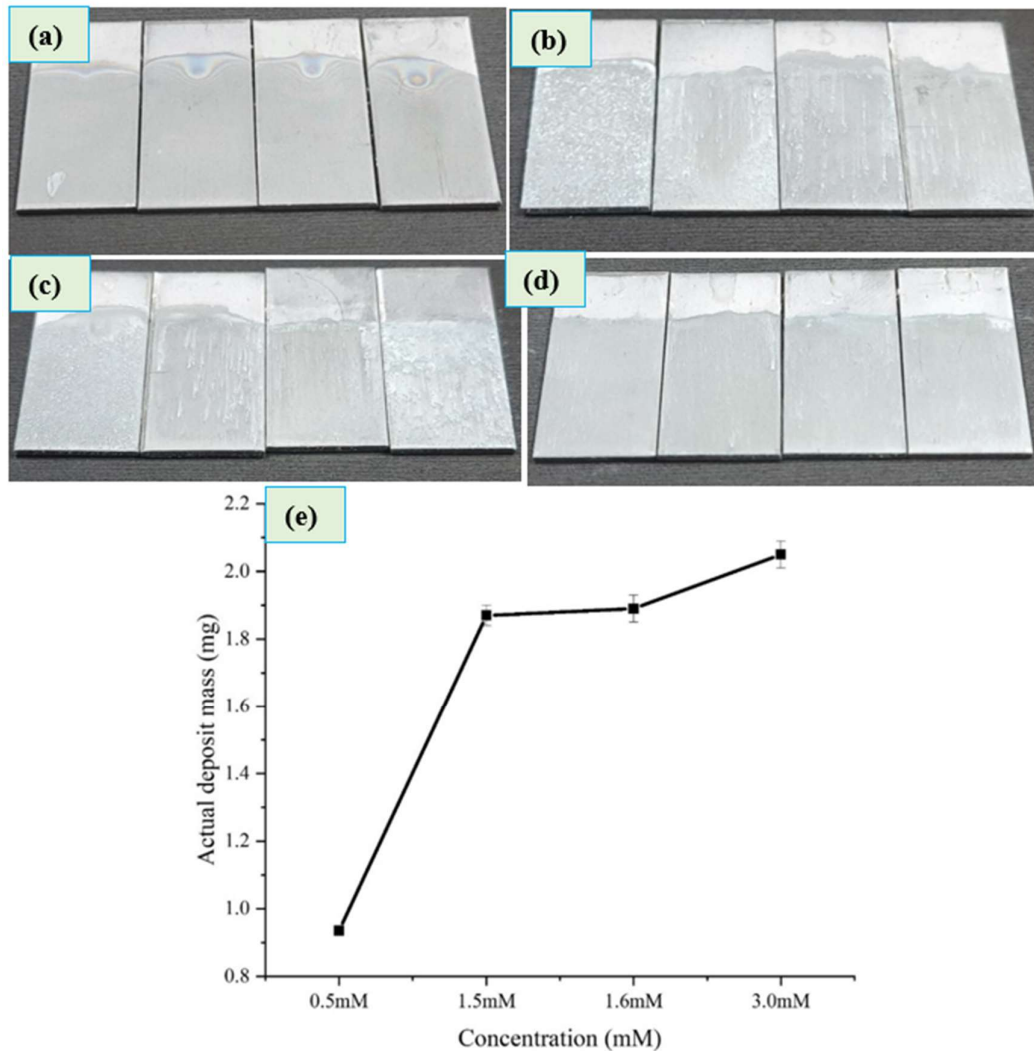 (a)
(b)
(c)
(d)
(e)
2.2
2.0
1.8
1.6
1.4
1.2
1.0
0.8
Actual deposit mass (mg)
0.5mM 1.5mM 1.6mM 3.0mM
Concentration (mM)